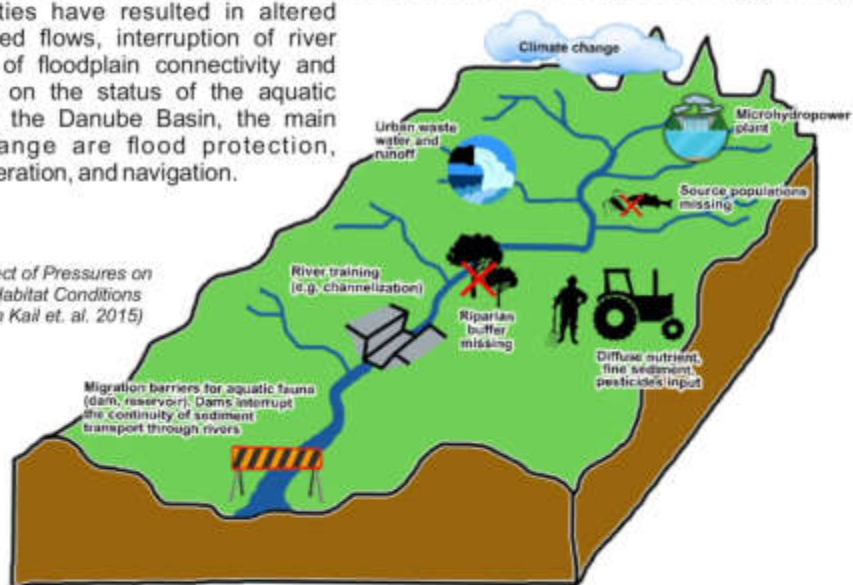 ties have resulted in altered
ed flows, interruption of river
of floodplain connectivity and
on the status of the aquatic
the Danube Basin, the main
ange are flood protection,
eration, and navigation.
ect of Pressures on
Habitat Conditions
Kail et. al. 2015)
Climate change
Microhydropower
plant
Urban waste
water and
runoff
Source populations
missing
River training
(e.g. channelization)
Riparian
buffer
missing
Diffuse nutrient,
fine sediment,
pesticides input
Migration barriers for aquatic fauna
(dam, reservoir). Dams interrupt
the continuity of sediment
transport through rivers